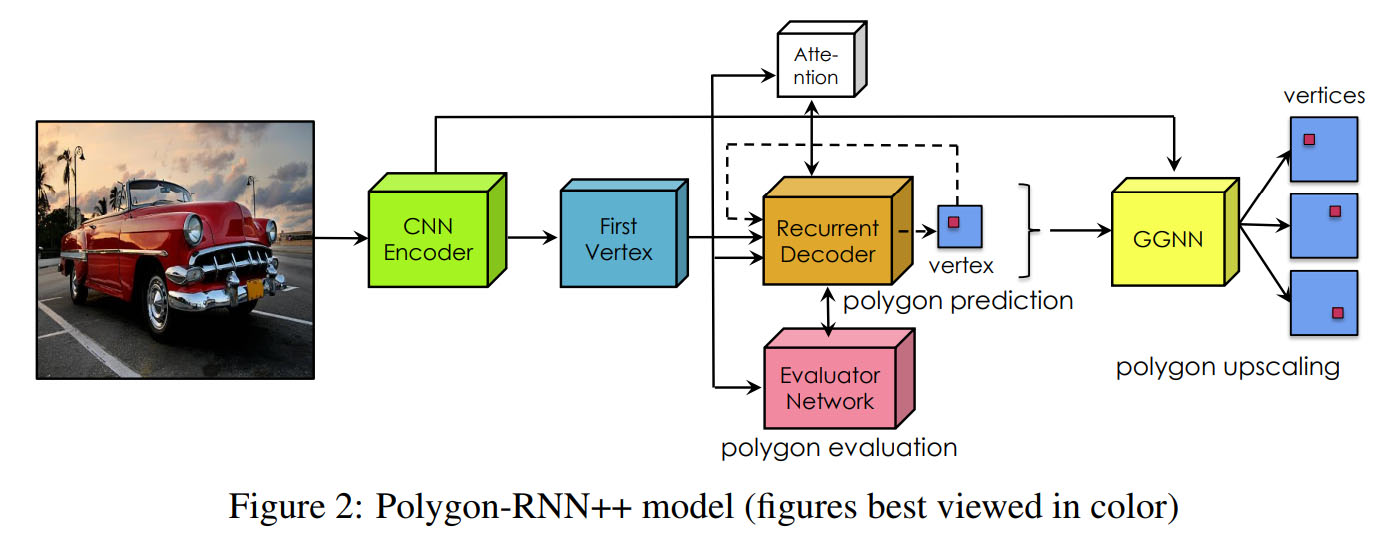 Atte-
ntion
vertices
CNN
Encoder
First
Vertex
Recurrent
Decoder
vertex
GGNN
polygon prediction
polygon upscaling
Evaluator
Network
polygon evaluation
Figure 2: Polygon-RNN++ model (figures best viewed in color)